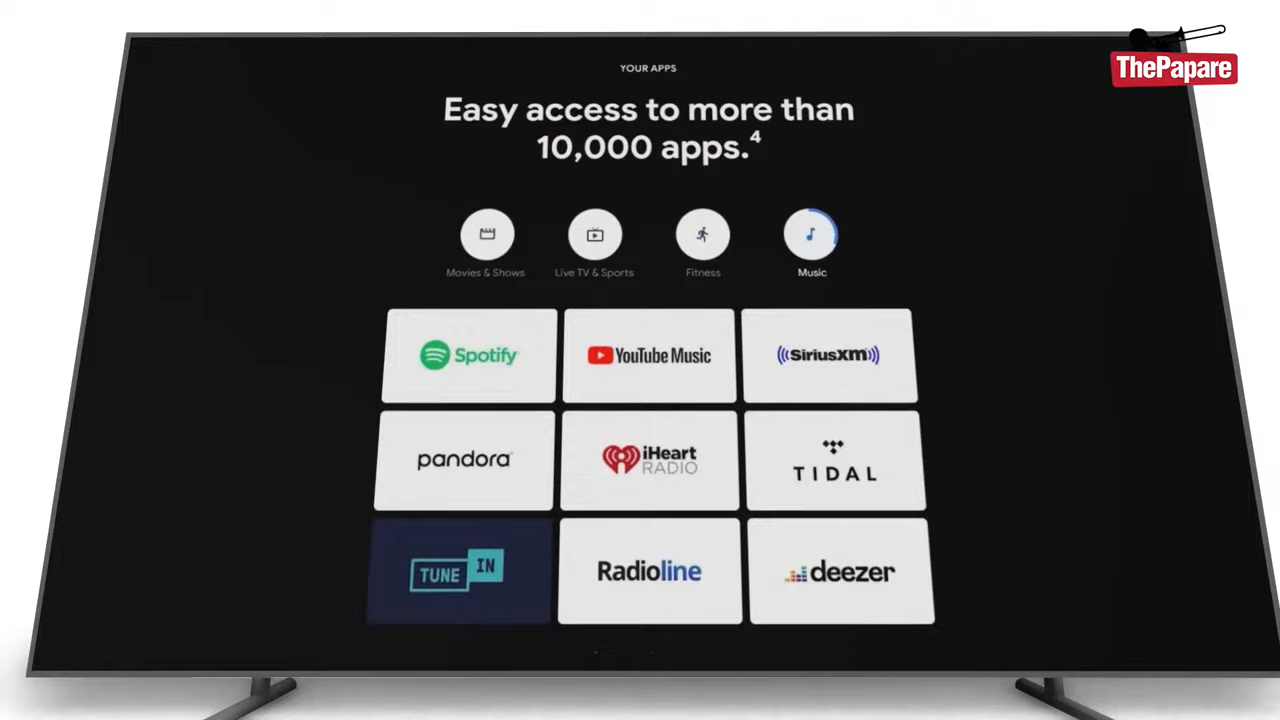 ThePapare
YOUR APPS
Easy access to more than
10,000 apps.⁴
Movies & Shows
Live TV & Sports
Fitness
Music
Spotify
YouTube Music
SiriusXM
pandora
iHeart
RADIO
TIDAL
TUNE IN
Radioline
deezer